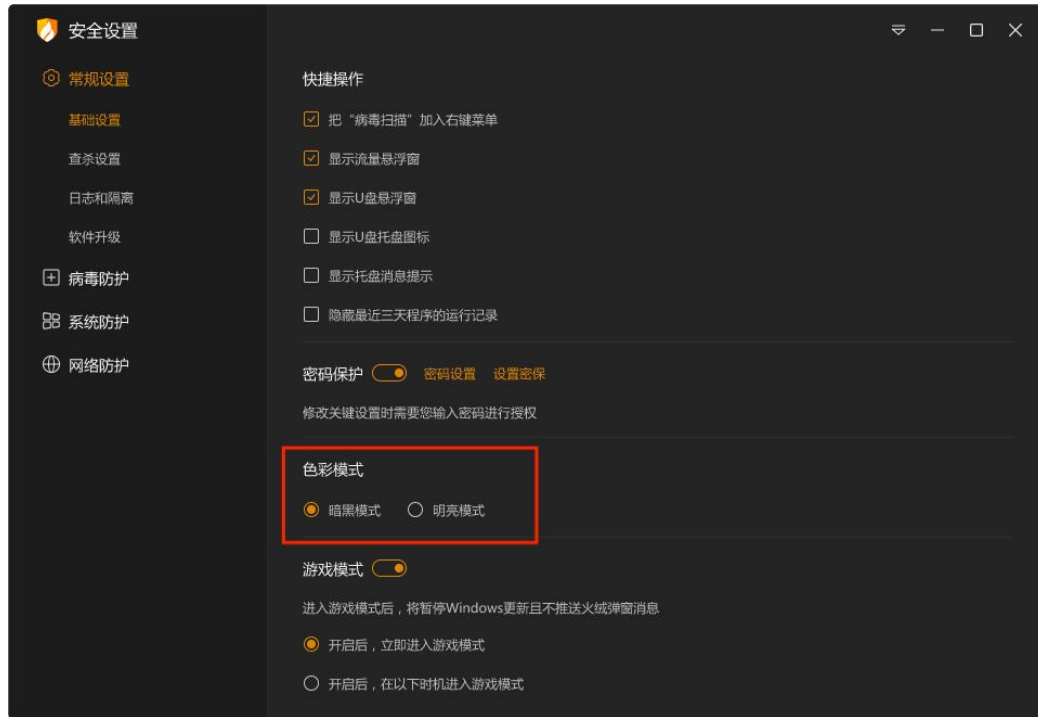 安全设置
常规设置
基础设置
查杀设置
日志和隔离
软件升级
病毒防护
系统防护
网络防护
快捷操作
把“病毒扫描”加入右键菜单
显示流量悬浮窗
显示U盘悬浮窗
显示U盘托盘图标
显示托盘消息提示
隐藏最近三天程序的运行记录
密码保护 密码设置 设置密保
修改关键设置时需要您输入密码进行授权
色彩模式
暗黑模式 明亮模式
游戏模式
进入游戏模式后，将暂停Windows更新且不推送火绒弹窗消息
开启后，立即进入游戏模式
开启后，在以下时机进入游戏模式